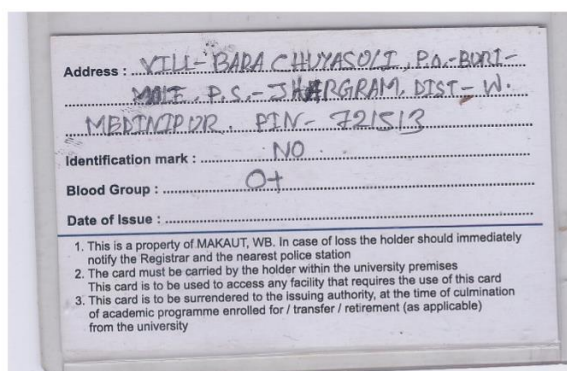 Address : VILL- BARA CHUYASOLI, P.O.-BURI-
MOLE, P.S.- JHARGRAM, DIST- W.
MEDINIPUR. PIN- 721513
Identification mark : NO
Blood Group : O+
Date of Issue :
1. This is a property of MAKAUT, WB. In case of loss the holder should immediately
notify the Registrar and the nearest police station
2. The card must be carried by the holder within the university premises
This card is to be used to access any facility that requires the use of this card
3. This card is to be surrendered to the issuing authority, at the time of culmination
of academic programme enrolled for / transfer / retirement (as applicable)
from the university